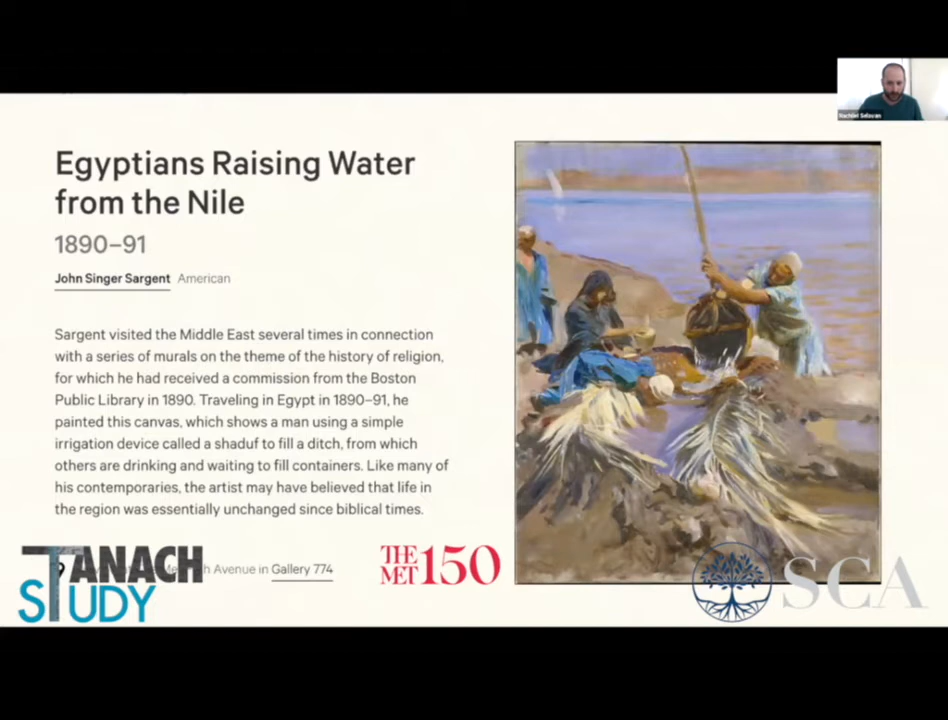 Egyptians Raising Water
from the Nile
1890–91
John Singer Sargent American
Sargent visited the Middle East several times in connection
with a series of murals on the theme of the history of religion,
for which he had received a commission from the Boston
Public Library in 1890. Traveling in Egypt in 1890–91, he
painted this canvas, which shows a man using a simple
irrigation device called a shaduf to fill a ditch, from which
others are drinking and waiting to fill containers. Like many of
his contemporaries, the artist may have believed that life in
the region was essentially unchanged since biblical times.
Avenue in Gallery 774
TANACH
STUDY
THE
MET 150
SCA